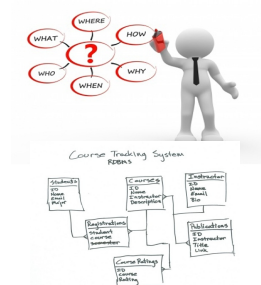 WHERE
WHAT
HOW
?
WHO
WHY
WHEN
Course Tracking System
RDBMS
Students
ID
Name
Email
Major
Courses
ID
Name
Instructor
Description
Instructor
ID
Name
Email
Bio
Registrations
Student
Course
Publications
ID
Instructor
Title
Link
Course Ratings
ID
Course
Rating